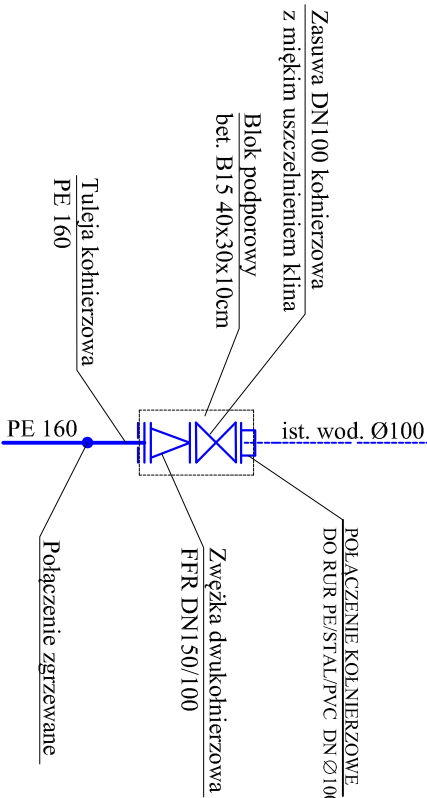 Zasuwa DN100 kołnierzowa
z miękim uszczelnieniem klina
Blok podporowy
bet. B15 40x30x10cm
Tuleja kołnierzowa
PE 160
PE 160
ist. wod. Ø100
POŁĄCZENIE KOŁNIERZOWE
DO RUR PE/STAL/PVC DN Ø100
Zwężka dwukołnierzowa
FFR DN150/100
Połączenie zgrzewane